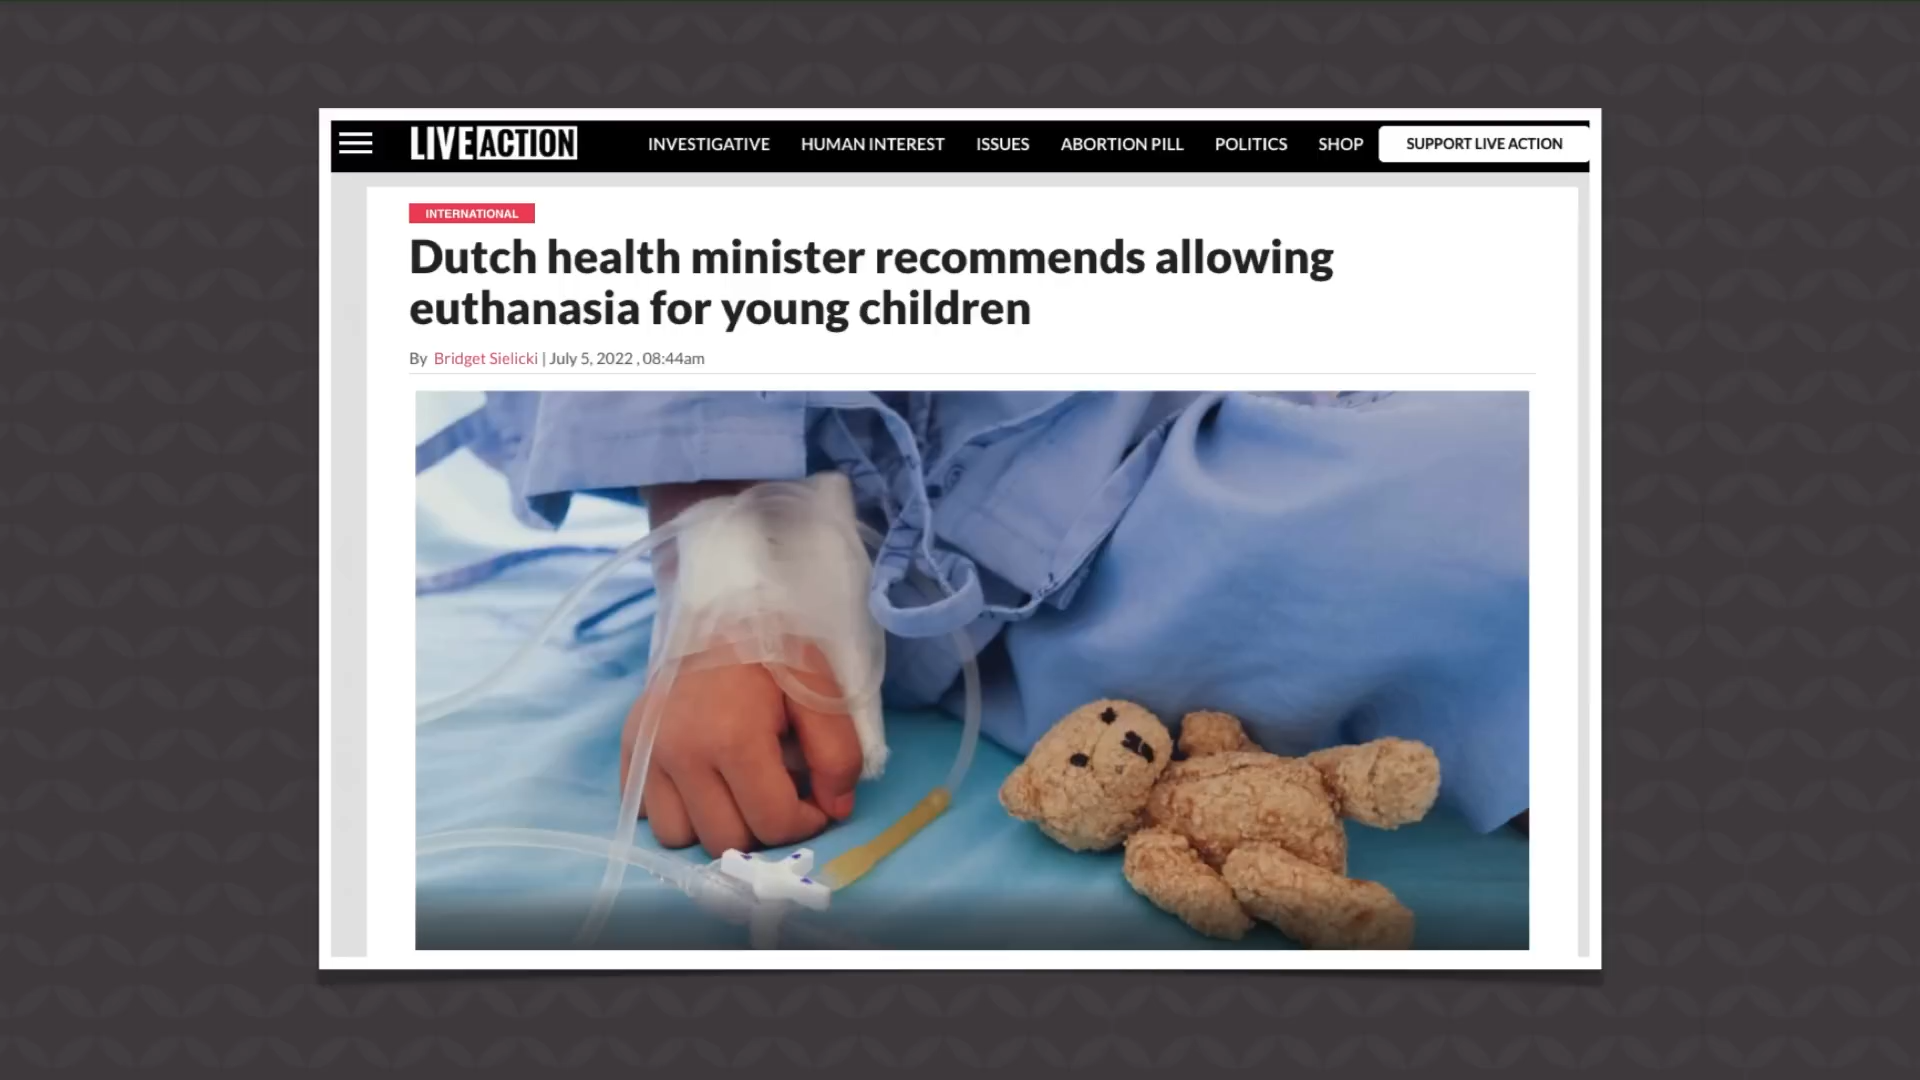 LIVE ACTION INVESTIGATIVE HUMAN INTEREST ISSUES ABORTION PILL POLITICS SHOP SUPPORT LIVE ACTION
INTERNATIONAL
Dutch health minister recommends allowing
euthanasia for young children
By Bridget Sielicki | July 5, 2022 , 08:44am